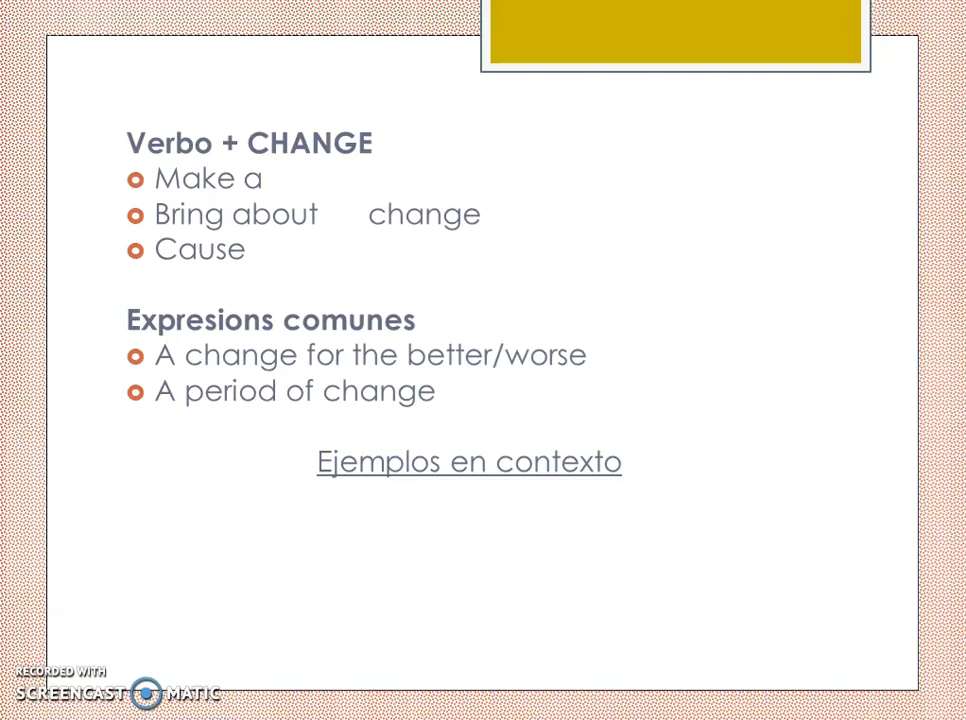 Verbo + CHANGE
Make a
Bring about change
Cause
Expresions comunes
A change for the better/worse
A period of change
Ejemplos en contexto
RECORDED WITH
SCREENCAST MATIC